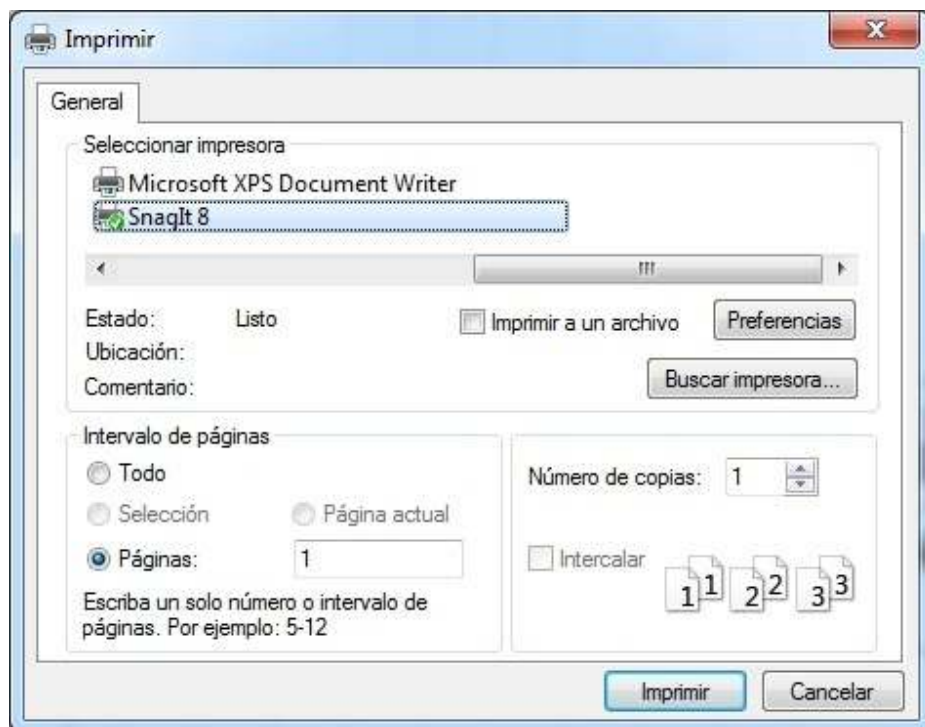 Imprimir
General
Seleccionar impresora
Microsoft XPS Document Writer
SnagIt 8
Estado: Listo
Imprimir a un archivo
Preferencias
Ubicación:
Comentario:
Buscar impresora...
Intervalo de páginas
Todo
Selección
Página actual
Páginas: 1
Escriba un solo número o intervalo de
páginas. Por ejemplo: 5-12
Número de copias: 1
Intercalar
1 1 2 2 3 3
Imprimir
Cancelar